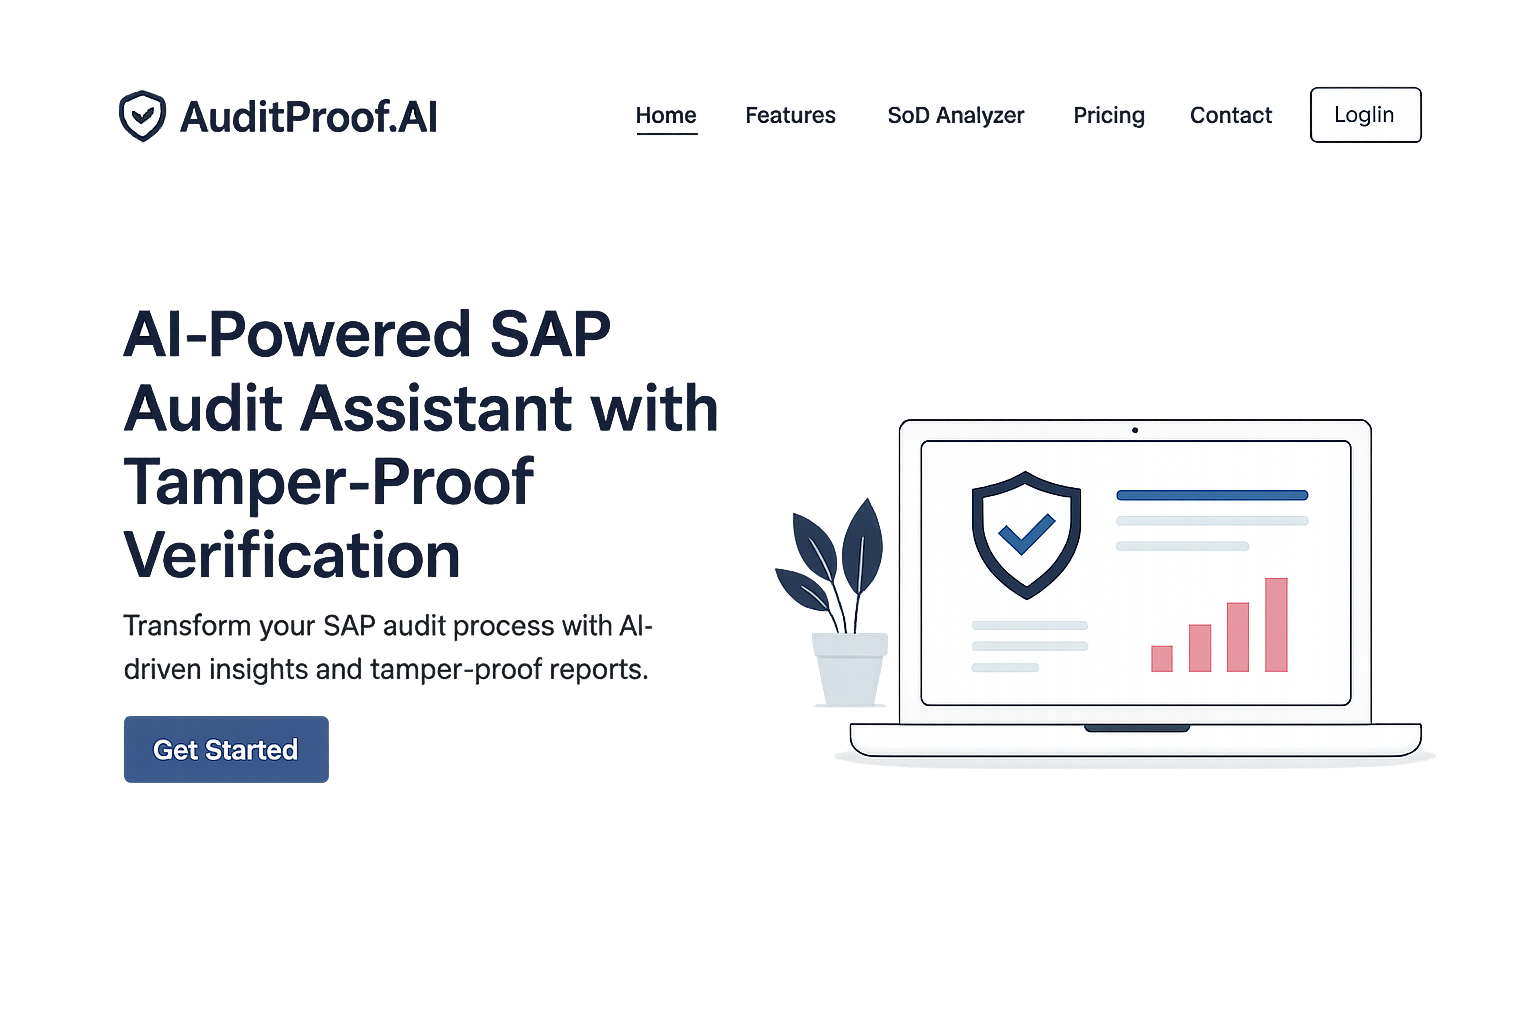 AuditProof.AI
Home Features SoD Analyzer Pricing Contact Loglin
AI-Powered SAP
Audit Assistant with
Tamper-Proof
Verification
Transform your SAP audit process with AI-
driven insights and tamper-proof reports.
Get Started